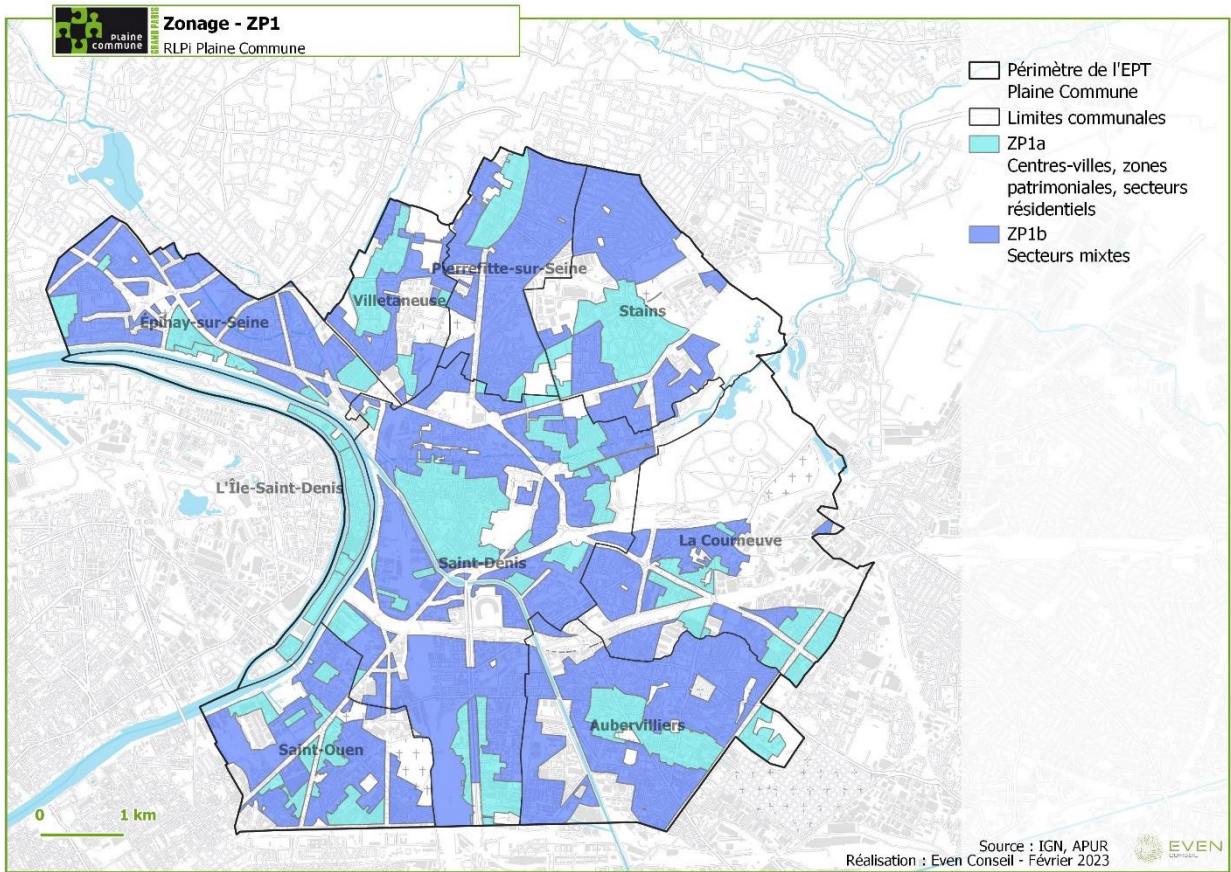 plaine
commune
GRAND PARIS
Zonage - ZP1
RLPi Plaine Commune
Périmètre de l'EPT
Plaine Commune
Limites communales
ZP1a
Centres-villes, zones
patrimoniales, secteurs
résidentiels
ZP1b
Secteurs mixtes
Pierrefitte-sur-Seine
Villetaneuse
Stains
Épinay-sur-Seine
L'Île-Saint-Denis
La Courneuve
Saint-Denis
Aubervilliers
Saint-Ouen
0 1 km
Source : IGN, APUR
Réalisation : Even Conseil - Février 2023
EVEN
CONSEIL